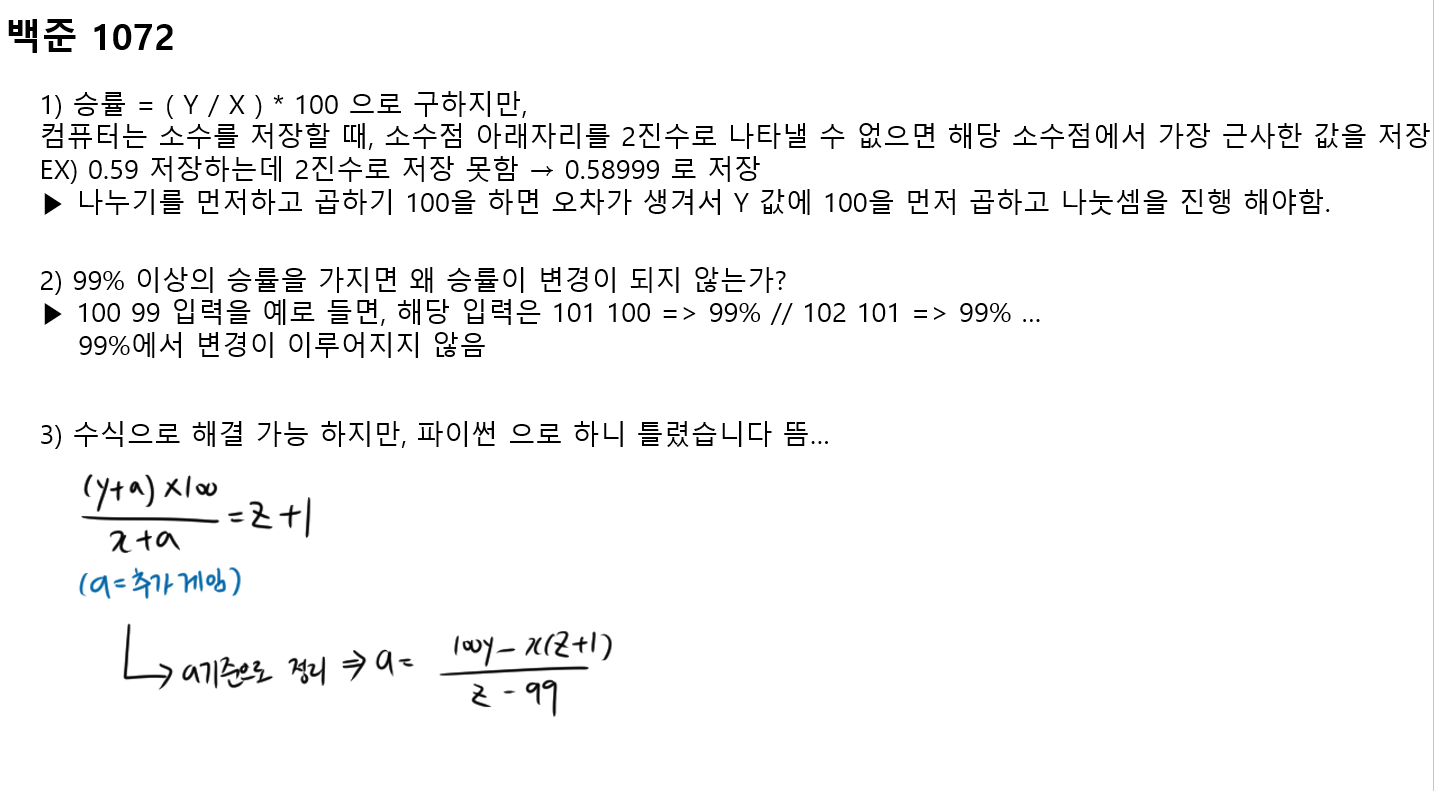 백준 1072
1) 승률 = ( Y / X ) * 100 으로 구하지만,
컴퓨터는 소수를 저장할 때, 소수점 아래자리를 2진수로 나타낼 수 없으면 해당 소수점에서 가장 근사한 값을 저장
EX) 0.59 저장하는데 2진수로 저장 못함 → 0.58999 로 저장
▶ 나누기를 먼저하고 곱하기 100을 하면 오차가 생겨서 Y 값에 100을 먼저 곱하고 나눗셈을 진행 해야함.
2) 99% 이상의 승률을 가지면 왜 승률이 변경이 되지 않는가?
▶ 100 99 입력을 예로 들면, 해당 입력은 101 100 => 99% // 102 101 => 99% ...
99%에서 변경이 이루어지지 않음
3) 수식으로 해결 가능 하지만, 파이썬 으로 하니 틀렸습니다 뜸...
(y+a) ×100
= z +1
x+a
(a=추가게임)
100y - x(z+1)
↳ a기준으로 정리 ⇒ a=
z - 99